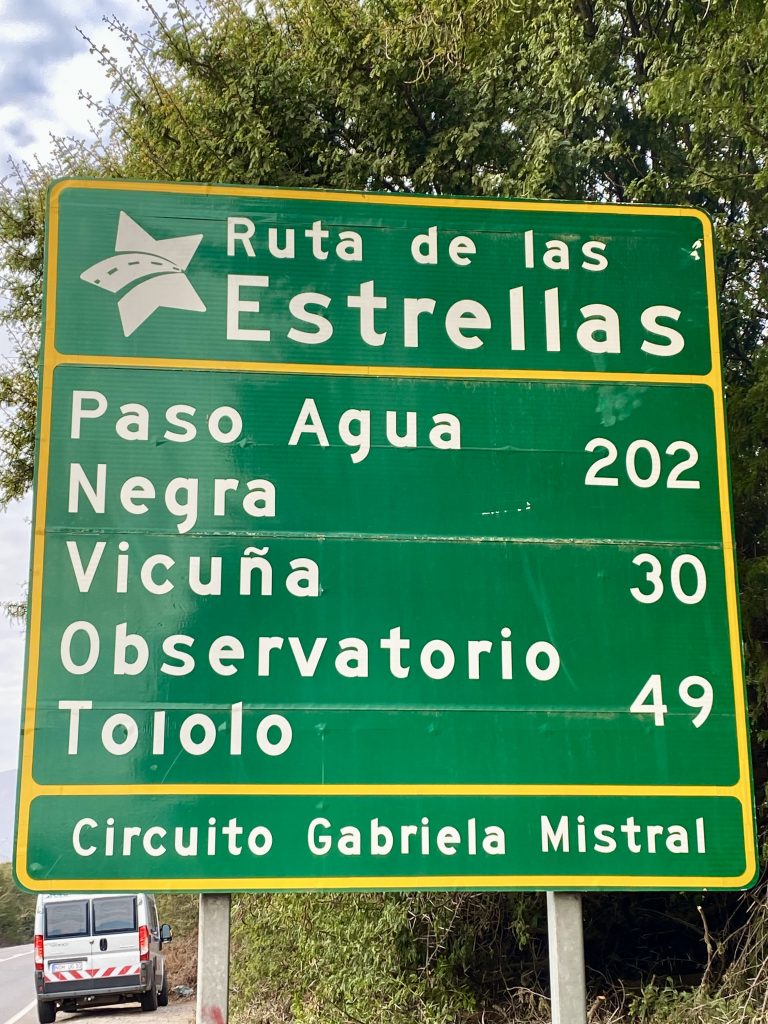 Ruta de las
Estrellas
Paso Agua
Negra
202
Vicuña
30
Observatorio
Tololo
49
Circuito Gabriela Mistral